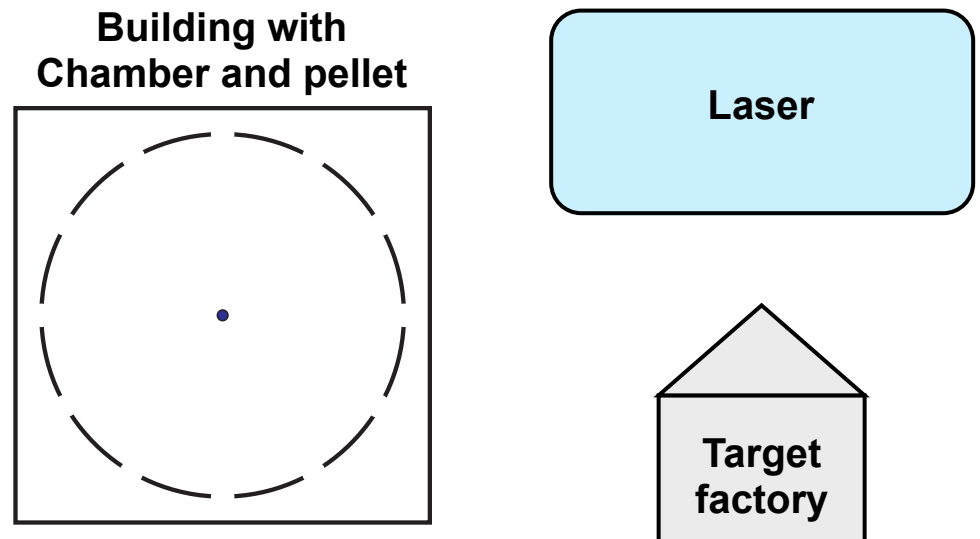 Building with
Chamber and pellet
Laser
Target
factory